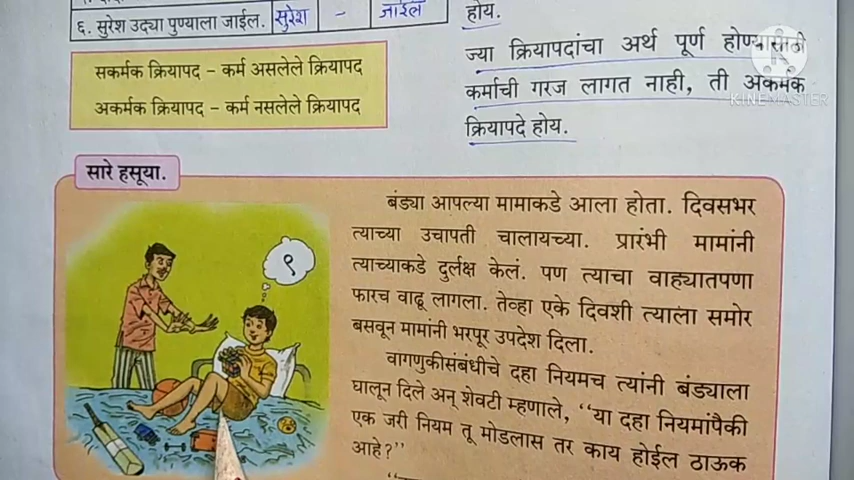 ६. सुरेश उद्या पुण्याला जाईल. सुरेश - जाईल
सकर्मक क्रियापद – कर्म असलेले क्रियापद
अकर्मक क्रियापद – कर्म नसलेले क्रियापद
होय.
ज्या क्रियापदांचा अर्थ पूर्ण होण्यासाठी
कर्माची गरज लागत नाही, ती अकर्मक
क्रियापदे होय.
KINEMASTER
सारे हसूया.
९
बंड्या आपल्या मामाकडे आला होता. दिवसभर
त्याच्या उचापती चालायच्या. प्रारंभी मामांनी
त्याच्याकडे दुर्लक्ष केलं. पण त्याचा वाह्यातपणा
फारच वाढू लागला. तेव्हा एके दिवशी त्याला समोर
बसवून मामांनी भरपूर उपदेश दिला.
वागणुकीसंबंधीचे दहा नियमच त्यांनी बंड्याला
घालून दिले अन् शेवटी म्हणाले, “या दहा नियमांपैकी
एक जरी नियम तू मोडलास तर काय होईल ठाऊक
आहे?”